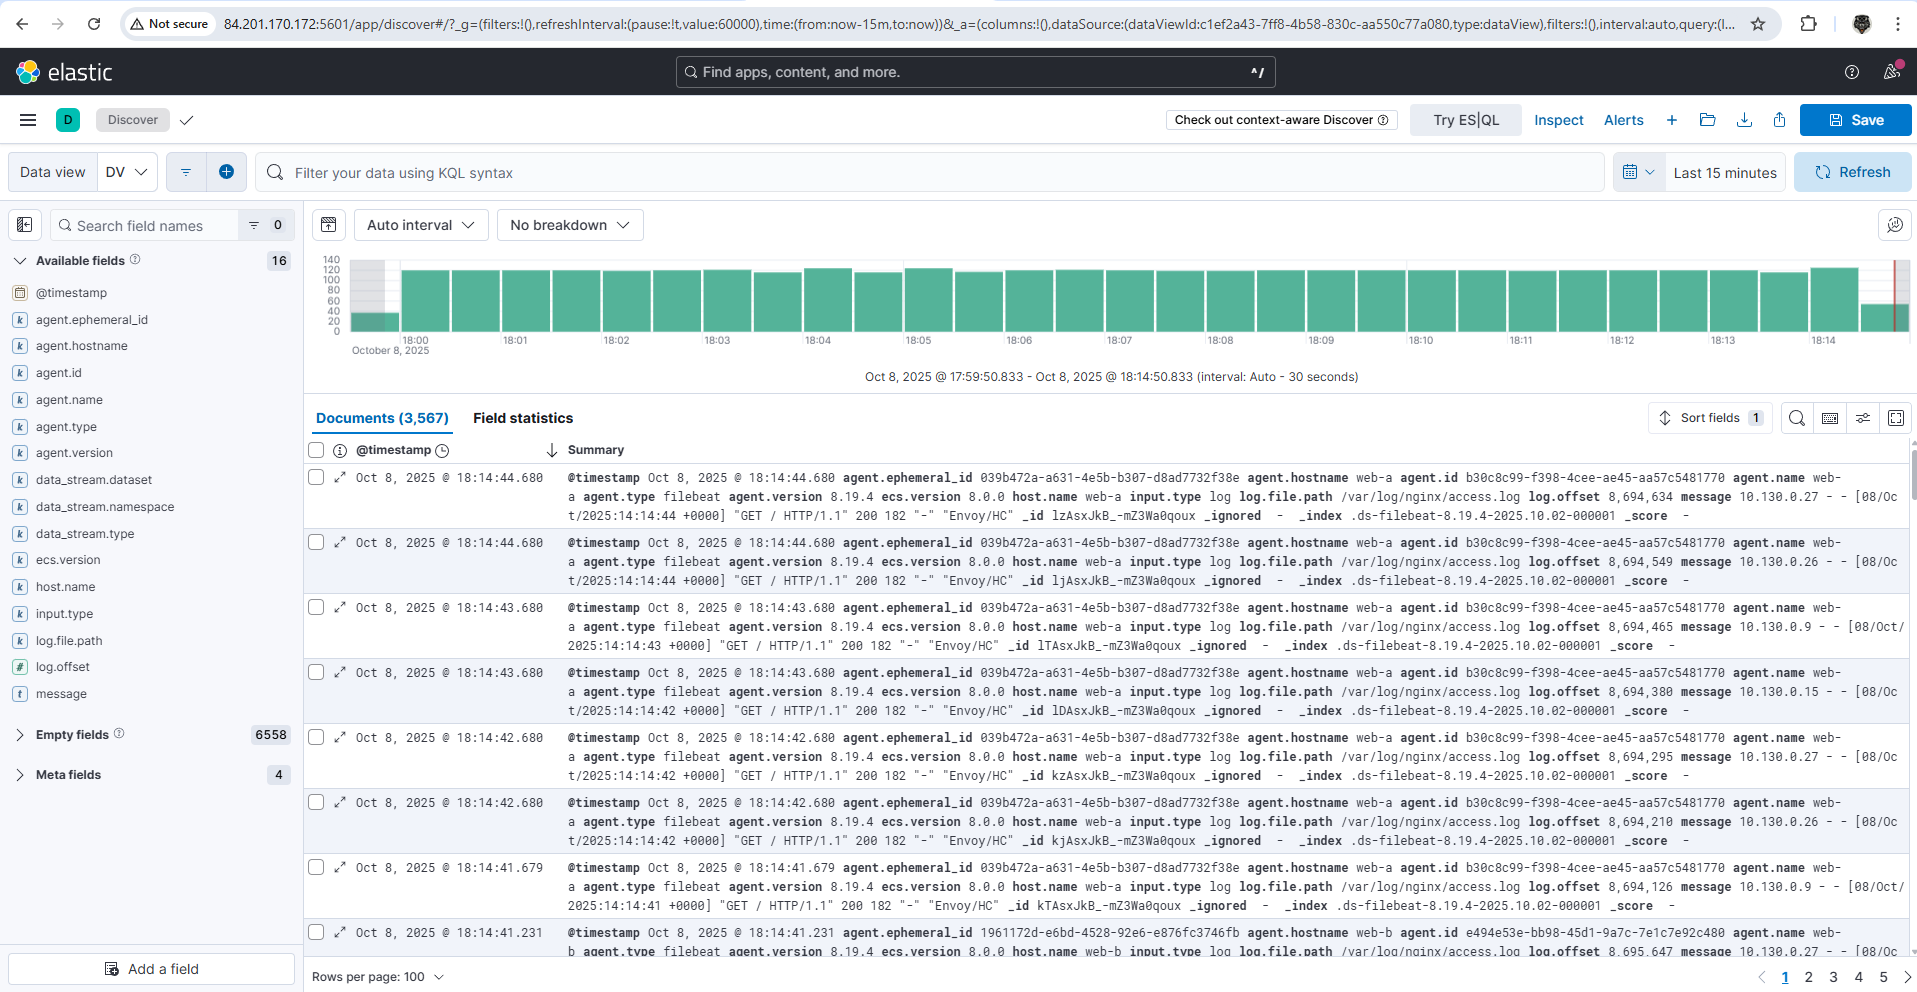 Not secure 84.201.170.172:5601/app/discover#/?_g=(filters:!(),refreshInterval:(pause:!t,value:60000),time:(from:now-15m,to:now))&_a=(columns:!(),dataSource:(dataViewId:c1ef2a43-7ff8-4b58-830c-aa550c77a080,type:dataView),filters:!(),interval:auto,query:(l...
elastic Find apps, content, and more. ^/
D Discover Check out context-aware Discover Try ES|QL Inspect Alerts Save
Data view DV Filter your data using KQL syntax Last 15 minutes Refresh
Search field names 0 Auto interval No breakdown
Available fields 16
@timestamp
agent.ephemeral_id
agent.hostname
agent.id
agent.name
agent.type
agent.version
data_stream.dataset
data_stream.namespace
data_stream.type
ecs.version
host.name
input.type
log.file.path
log.offset
message
Empty fields 6558
Meta fields 4
Add a field
140
120
100
80
60
40
20
0
18:00 18:01 18:02 18:03 18:04 18:05 18:06 18:07 18:08 18:09 18:10 18:11 18:12 18:13 18:14
October 8, 2025
Oct 8, 2025 @ 17:59:50.833 - Oct 8, 2025 @ 18:14:50.833 (interval: Auto - 30 seconds)
Documents (3,567) Field statistics Sort fields 1
@timestamp Summary
Oct 8, 2025 @ 18:14:44.680 @timestamp Oct 8, 2025 @ 18:14:44.680 agent.ephemeral_id 039b472a-a631-4e5b-b307-d8ad7732f38e agent.hostname web-a agent.id b30c8c99-f398-4cee-ae45-aa57c5481770 agent.name web-
a agent.type filebeat agent.version 8.19.4 ecs.version 8.0.0 host.name web-a input.type log log.file.path /var/log/nginx/access.log log.offset 8,694,634 message 10.130.0.27 - - [08/Oc
t/2025:14:14:44 +0000] "GET / HTTP/1.1" 200 182 "-" "Envoy/HC" _id lzAsxJkB_-mZ3Wa0qoux _ignored - _index .ds-filebeat-8.19.4-2025.10.02-000001 _score -
Oct 8, 2025 @ 18:14:44.680 @timestamp Oct 8, 2025 @ 18:14:44.680 agent.ephemeral_id 039b472a-a631-4e5b-b307-d8ad7732f38e agent.hostname web-a agent.id b30c8c99-f398-4cee-ae45-aa57c5481770 agent.name web-
a agent.type filebeat agent.version 8.19.4 ecs.version 8.0.0 host.name web-a input.type log log.file.path /var/log/nginx/access.log log.offset 8,694,549 message 10.130.0.26 - - [08/Oc
t/2025:14:14:44 +0000] "GET / HTTP/1.1" 200 182 "-" "Envoy/HC" _id ljAsxJkB_-mZ3Wa0qoux _ignored - _index .ds-filebeat-8.19.4-2025.10.02-000001 _score -
Oct 8, 2025 @ 18:14:43.680 @timestamp Oct 8, 2025 @ 18:14:43.680 agent.ephemeral_id 039b472a-a631-4e5b-b307-d8ad7732f38e agent.hostname web-a agent.id b30c8c99-f398-4cee-ae45-aa57c5481770 agent.name web-
a agent.type filebeat agent.version 8.19.4 ecs.version 8.0.0 host.name web-a input.type log log.file.path /var/log/nginx/access.log log.offset 8,694,465 message 10.130.0.9 - - [08/Oct/
2025:14:14:43 +0000] "GET / HTTP/1.1" 200 182 "-" "Envoy/HC" _id lTAsxJkB_-mZ3Wa0qoux _ignored - _index .ds-filebeat-8.19.4-2025.10.02-000001 _score -
Oct 8, 2025 @ 18:14:43.680 @timestamp Oct 8, 2025 @ 18:14:43.680 agent.ephemeral_id 039b472a-a631-4e5b-b307-d8ad7732f38e agent.hostname web-a agent.id b30c8c99-f398-4cee-ae45-aa57c5481770 agent.name web-
a agent.type filebeat agent.version 8.19.4 ecs.version 8.0.0 host.name web-a input.type log log.file.path /var/log/nginx/access.log log.offset 8,694,380 message 10.130.0.15 - - [08/Oc
t/2025:14:14:42 +0000] "GET / HTTP/1.1" 200 182 "-" "Envoy/HC" _id lDAsxJkB_-mZ3Wa0qoux _ignored - _index .ds-filebeat-8.19.4-2025.10.02-000001 _score -
Oct 8, 2025 @ 18:14:42.680 @timestamp Oct 8, 2025 @ 18:14:42.680 agent.ephemeral_id 039b472a-a631-4e5b-b307-d8ad7732f38e agent.hostname web-a agent.id b30c8c99-f398-4cee-ae45-aa57c5481770 agent.name web-
a agent.type filebeat agent.version 8.19.4 ecs.version 8.0.0 host.name web-a input.type log log.file.path /var/log/nginx/access.log log.offset 8,694,295 message 10.130.0.27 - - [08/Oc
t/2025:14:14:42 +0000] "GET / HTTP/1.1" 200 182 "-" "Envoy/HC" _id kzAsxJkB_-mZ3Wa0qoux _ignored - _index .ds-filebeat-8.19.4-2025.10.02-000001 _score -
Oct 8, 2025 @ 18:14:42.680 @timestamp Oct 8, 2025 @ 18:14:42.680 agent.ephemeral_id 039b472a-a631-4e5b-b307-d8ad7732f38e agent.hostname web-a agent.id b30c8c99-f398-4cee-ae45-aa57c5481770 agent.name web-
a agent.type filebeat agent.version 8.19.4 ecs.version 8.0.0 host.name web-a input.type log log.file.path /var/log/nginx/access.log log.offset 8,694,210 message 10.130.0.26 - - [08/Oc
t/2025:14:14:42 +0000] "GET / HTTP/1.1" 200 182 "-" "Envoy/HC" _id kjAsxJkB_-mZ3Wa0qoux _ignored - _index .ds-filebeat-8.19.4-2025.10.02-000001 _score -
Oct 8, 2025 @ 18:14:41.679 @timestamp Oct 8, 2025 @ 18:14:41.679 agent.ephemeral_id 039b472a-a631-4e5b-b307-d8ad7732f38e agent.hostname web-a agent.id b30c8c99-f398-4cee-ae45-aa57c5481770 agent.name web-
a agent.type filebeat agent.version 8.19.4 ecs.version 8.0.0 host.name web-a input.type log log.file.path /var/log/nginx/access.log log.offset 8,694,126 message 10.130.0.9 - - [08/Oct/
2025:14:14:41 +0000] "GET / HTTP/1.1" 200 182 "-" "Envoy/HC" _id kTAsxJkB_-mZ3Wa0qoux _ignored - _index .ds-filebeat-8.19.4-2025.10.02-000001 _score -
Oct 8, 2025 @ 18:14:41.231 @timestamp Oct 8, 2025 @ 18:14:41.231 agent.ephemeral_id 1961172d-e6bd-4528-92e6-e876fc3746fb agent.hostname web-b agent.id e494e53e-bb98-45d1-9a7c-7e1c7e92c480 agent.name web-
b agent.type filebeat agent.version 8.19.4 ecs.version 8.0.0 host.name web-b input.type log log.file.path /var/log/nginx/access.log log.offset 8,695,647 message 10.130.0.27 - - [08/Oc
Rows per page: 100 1 2 3 4 5